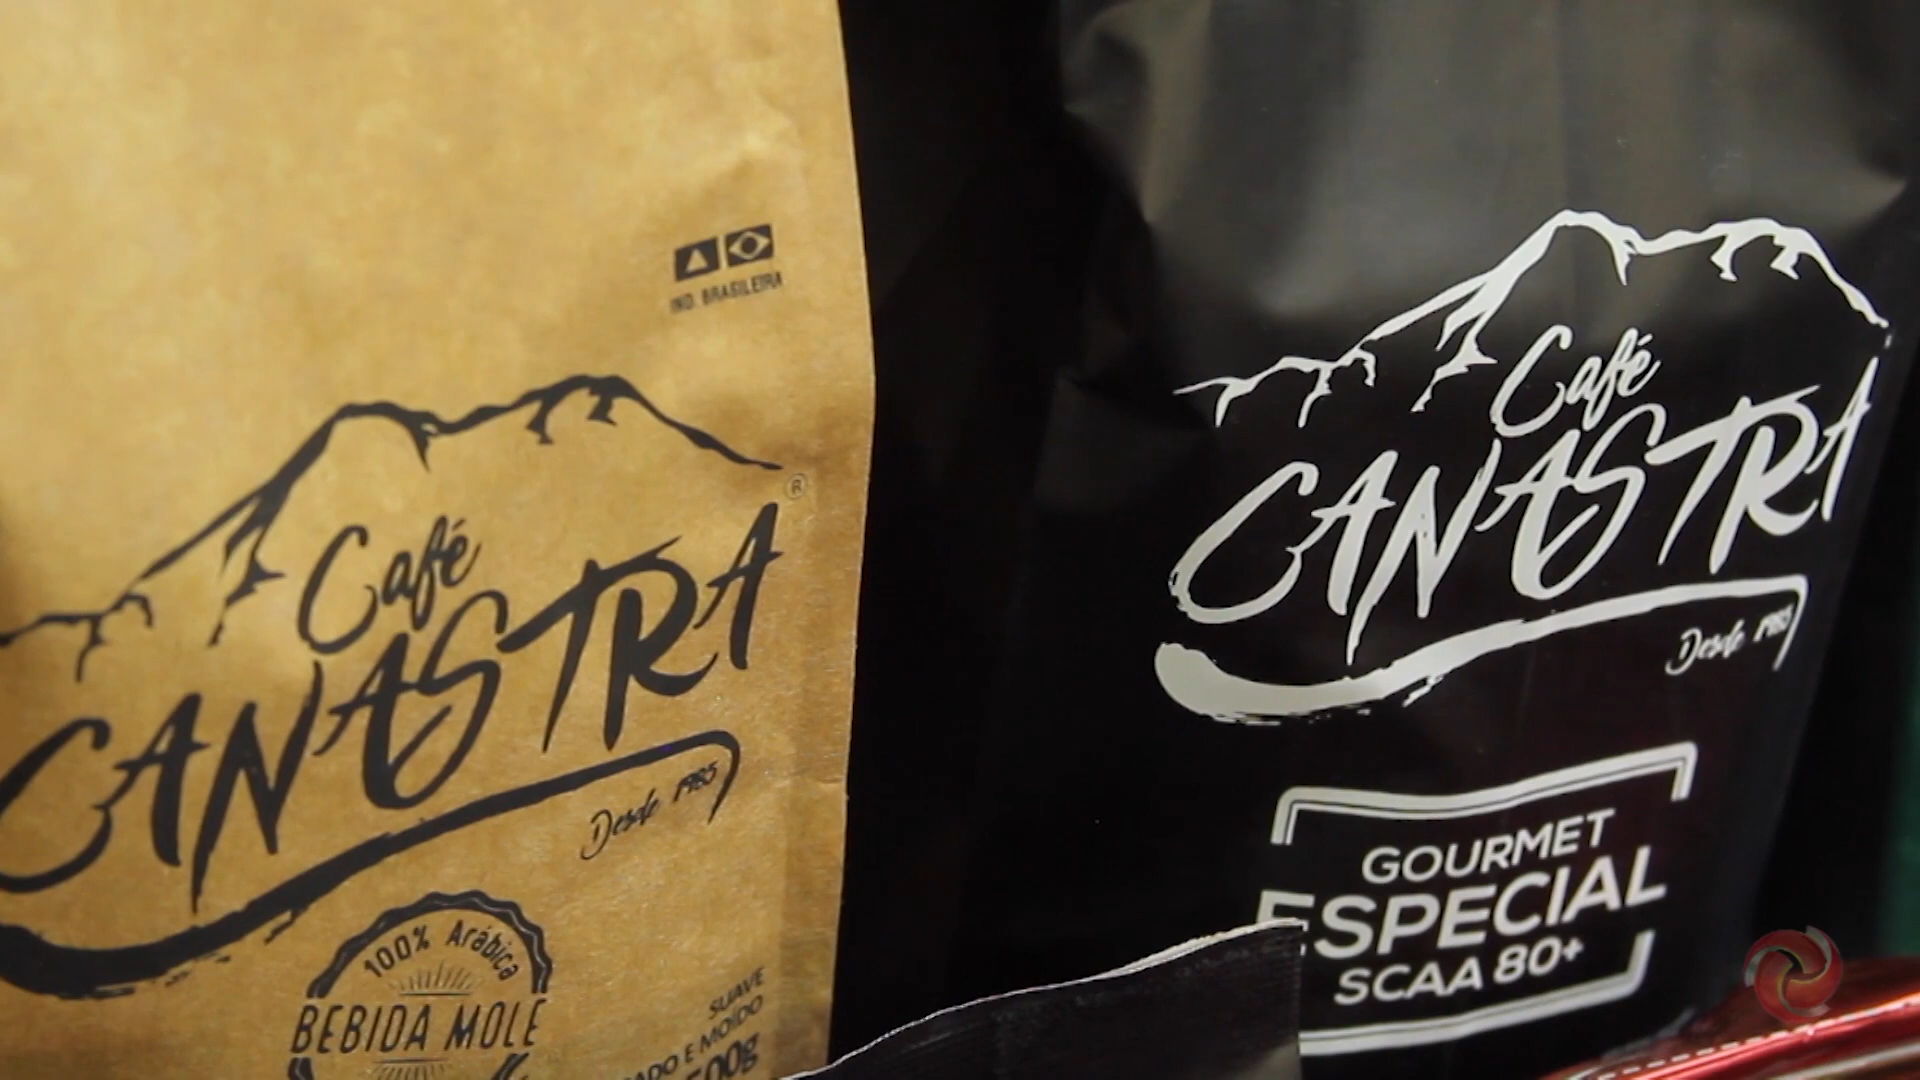 IND. BRASILEIRA
Café
CANASTRA
®
Desde 1985
100% Arábica
BEBIDA MOLE
SUAVE
E MOÍDO
500g
Café
CANASTRA
Desde 1985
GOURMET
ESPECIAL
SCAA 80+